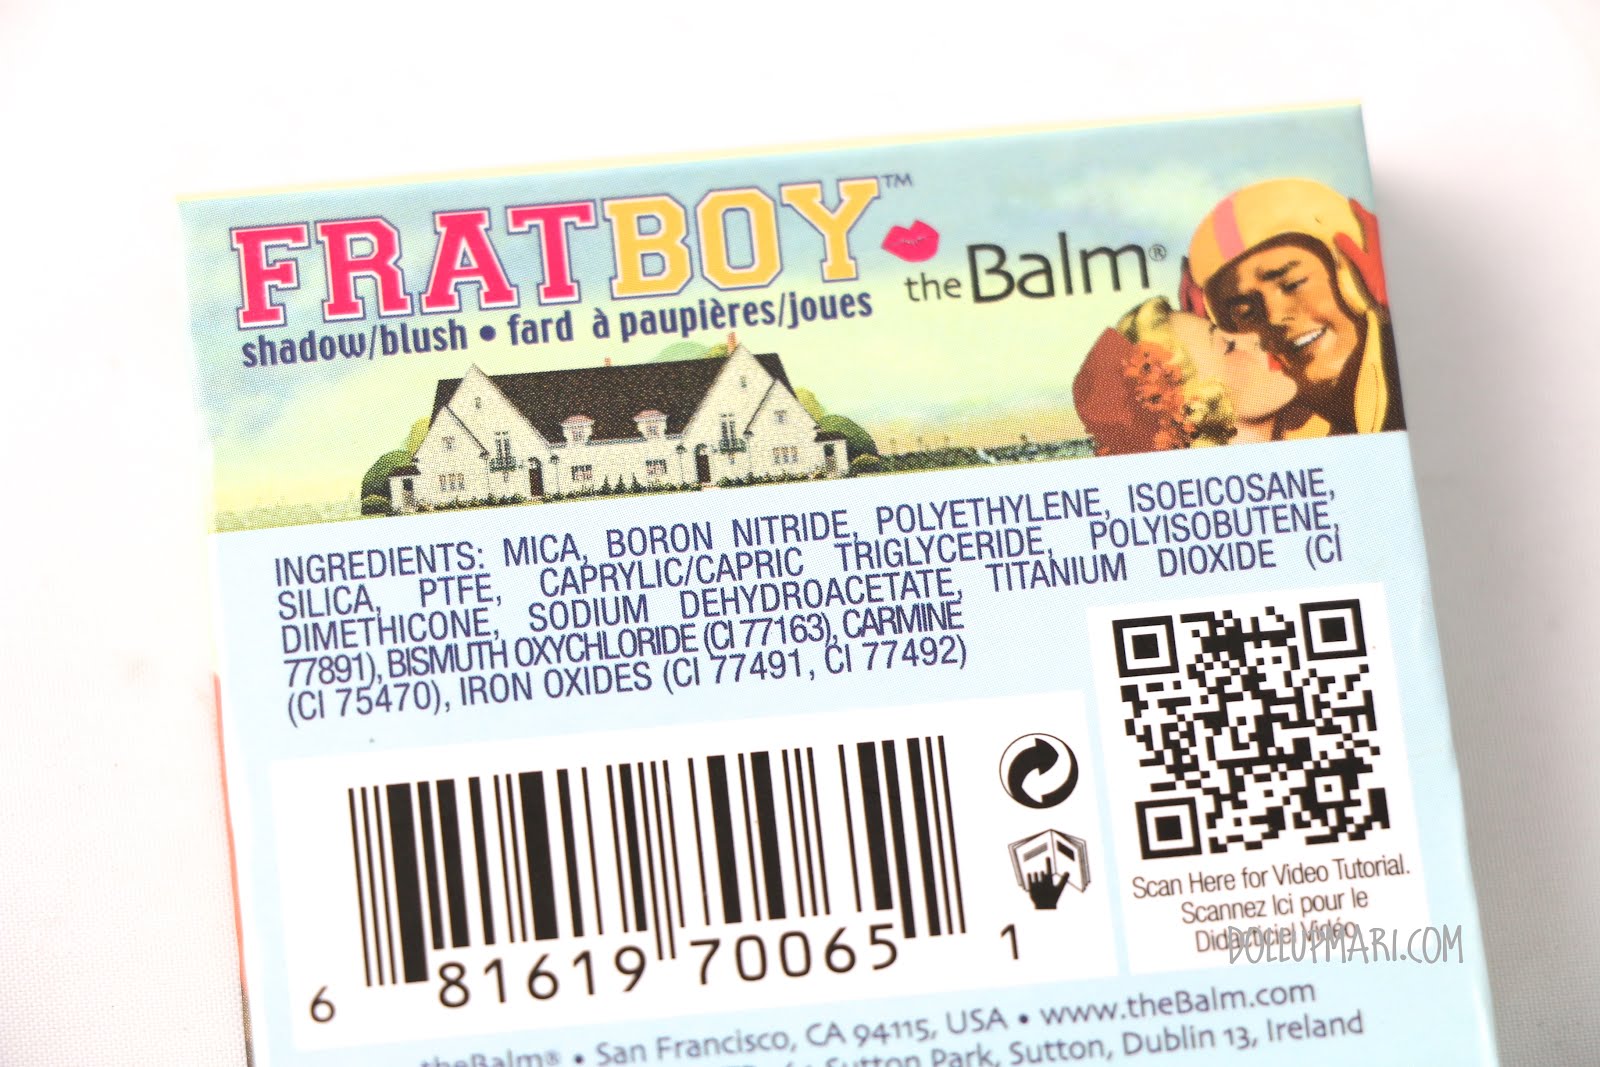 FRATBOY™
shadow/blush • fard à paupières/joues
the Balm®
INGREDIENTS: MICA, BORON NITRIDE, POLYETHYLENE, ISOEICOSANE,
SILICA, PTFE, CAPRYLIC/CAPRIC TRIGLYCERIDE, POLYISOBUTENE,
DIMETHICONE, SODIUM DEHYDROACETATE, TITANIUM DIOXIDE (CI
77891), BISMUTH OXYCHLORIDE (CI 77163), CARMINE
(CI 75470), IRON OXIDES (CI 77491, CI 77492)
6 81619 70065 1
Scan Here for Video Tutorial.
Scannez Ici pour le
Didacticiel Vidéo
DOLLUPMARI.COM
theBalm® • San Francisco, CA 94115, USA • www.theBalm.com
Sutton Park, Sutton, Dublin 13, Ireland